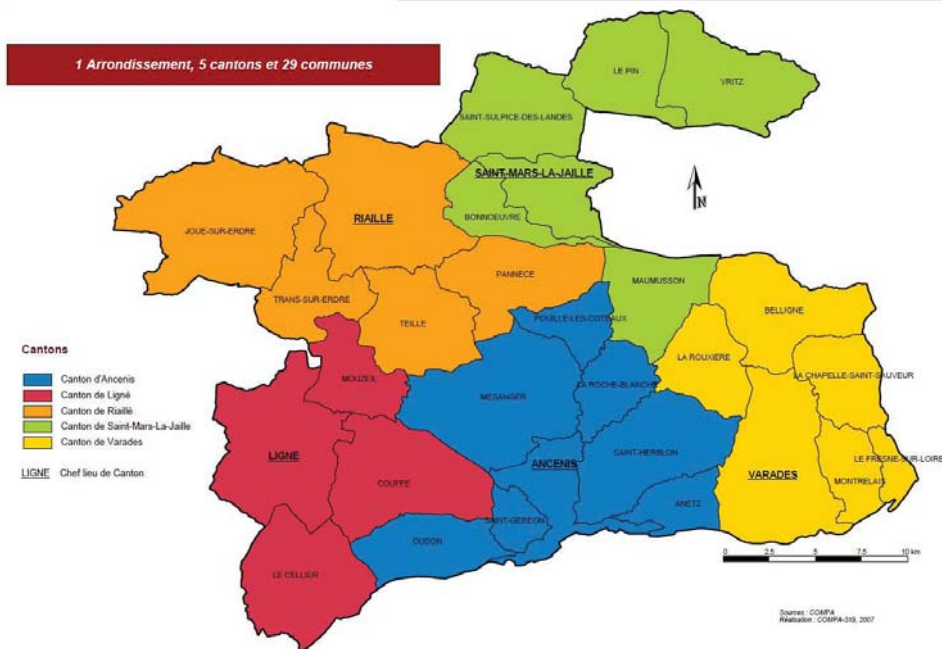 1 Arrondissement, 5 cantons et 29 communes
LE PIN
VRITZ
SAINT-SULPICE-DES-LANDES
SAINT-MARS-LA-JAILLE
N
RIAILLE
BONNOEUVRE
JOUE-SUR-ERDRE
PANNECE
MAUMUSSON
TRANS-SUR-ERDRE
BELLIGNE
POUILLE-LES-COTEAUX
TEILLE
LA ROUXIERE
Cantons
Canton d'Ancenis
Canton de Ligné
Canton de Riaillé
Canton de Saint-Mars-La-Jaille
Canton de Varades
LIGNE Chef lieu de Canton
MOUZEIL
LA ROCHE-BLANCHE
LA CHAPELLE-SAINT-SAUVEUR
MESANGER
LIGNE
ANCENIS
SAINT-HERBLON
LE FRESNE-SUR-LOIRE
VARADES
COUFFE
MONTRELAIS
ANETZ
SAINT-GEREON
OUDON
0 2.5 5 7.5 10 km
LE CELLIER
Sources : COMPA
Réalisation : COMPA-SIG, 2007